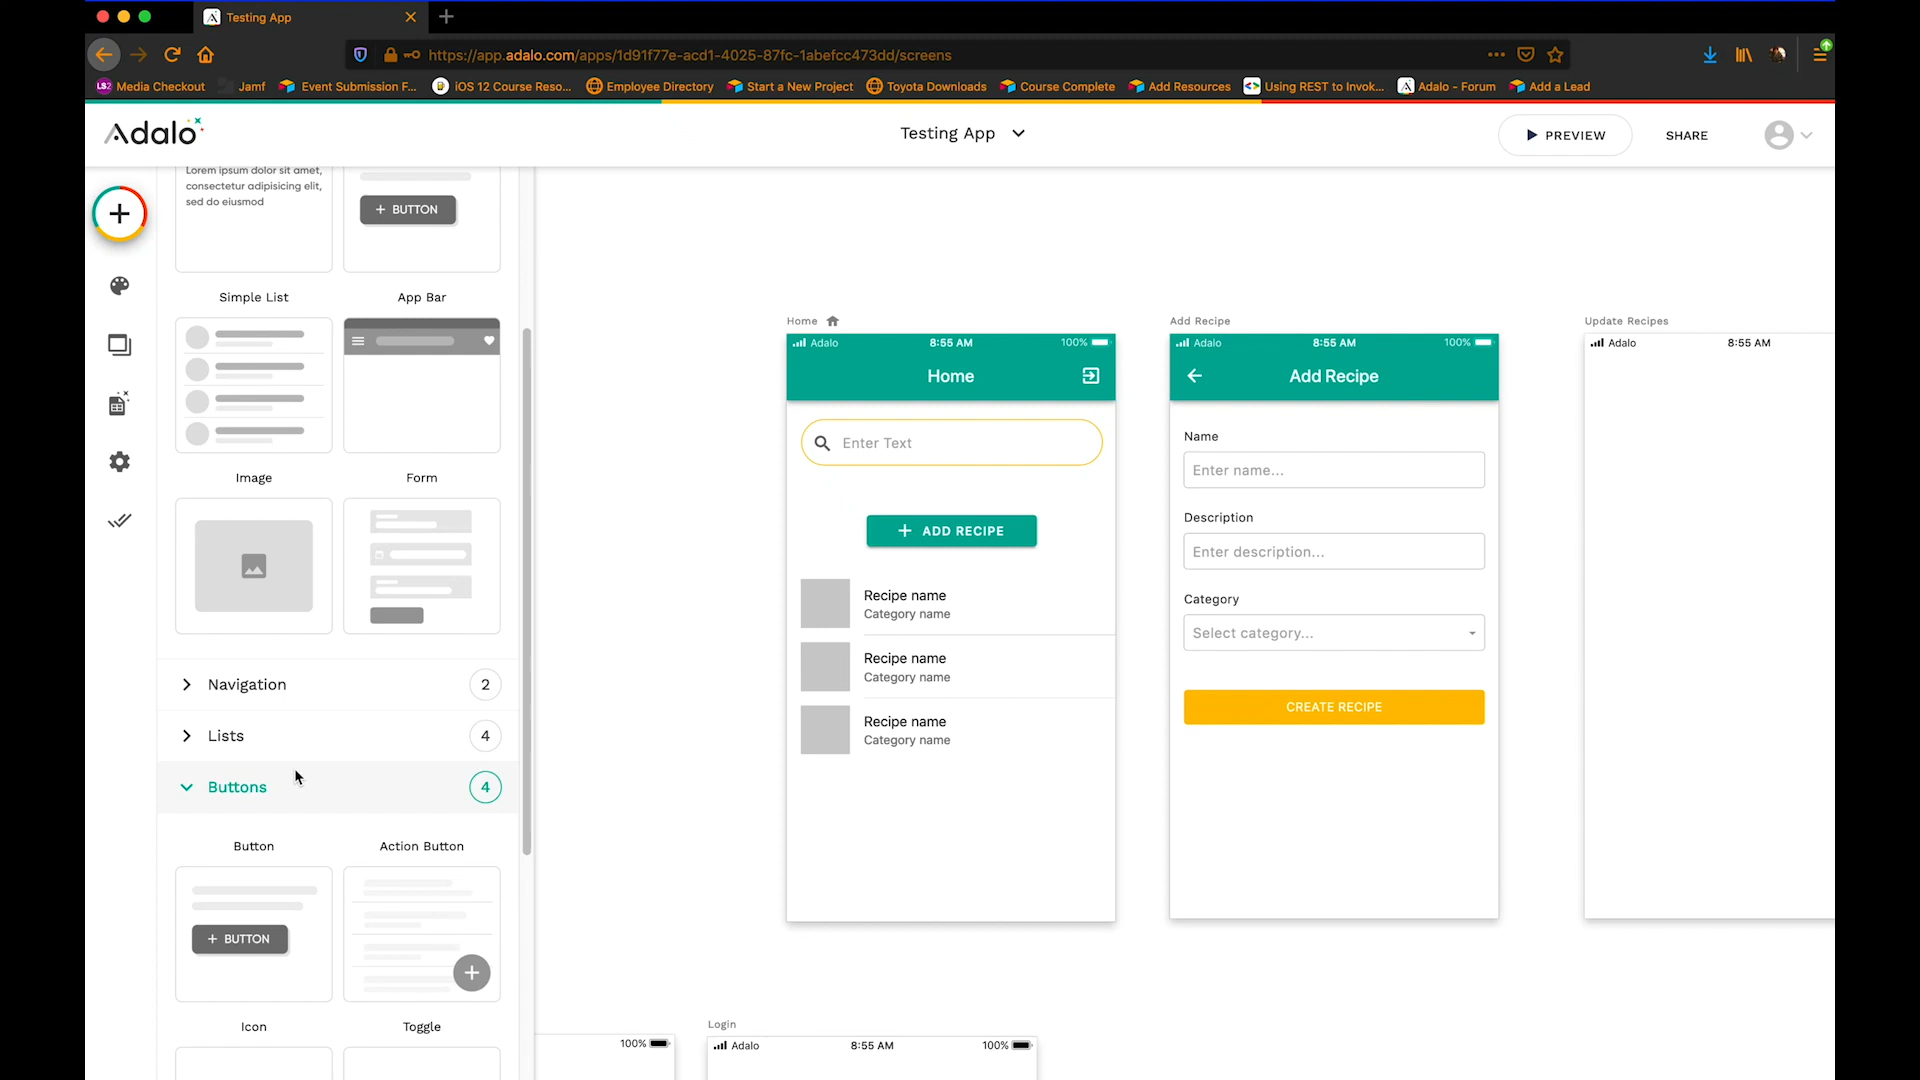 Testing App
https://app.adalo.com/apps/1d91f77e-acd1-4025-87fc-1abefcc473dd/screens
Media Checkout
Jamf
Event Submission F...
iOS 12 Course Reso...
Employee Directory
Start a New Project
Toyota Downloads
Course Complete
Add Resources
Using REST to Invok...
Adalo - Forum
Add a Lead
Adalo
Testing App
PREVIEW
SHARE
Lorem ipsum dolor sit amet,
consectetur adipisicing elit,
sed do eiusmod
+ BUTTON
Simple List
App Bar
Image
Form
Navigation
2
Lists
4
Buttons
4
Button
Action Button
+ BUTTON
Icon
Toggle
Home
Adalo
8:55 AM
100%
Home
Enter Text
+ ADD RECIPE
Recipe name
Category name
Recipe name
Category name
Recipe name
Category name
Add Recipe
Adalo
8:55 AM
100%
Add Recipe
Name
Enter name...
Description
Enter description...
Category
Select category...
CREATE RECIPE
Update Recipes
Adalo
8:55 AM
100%
Login
Adalo
8:55 AM
100%